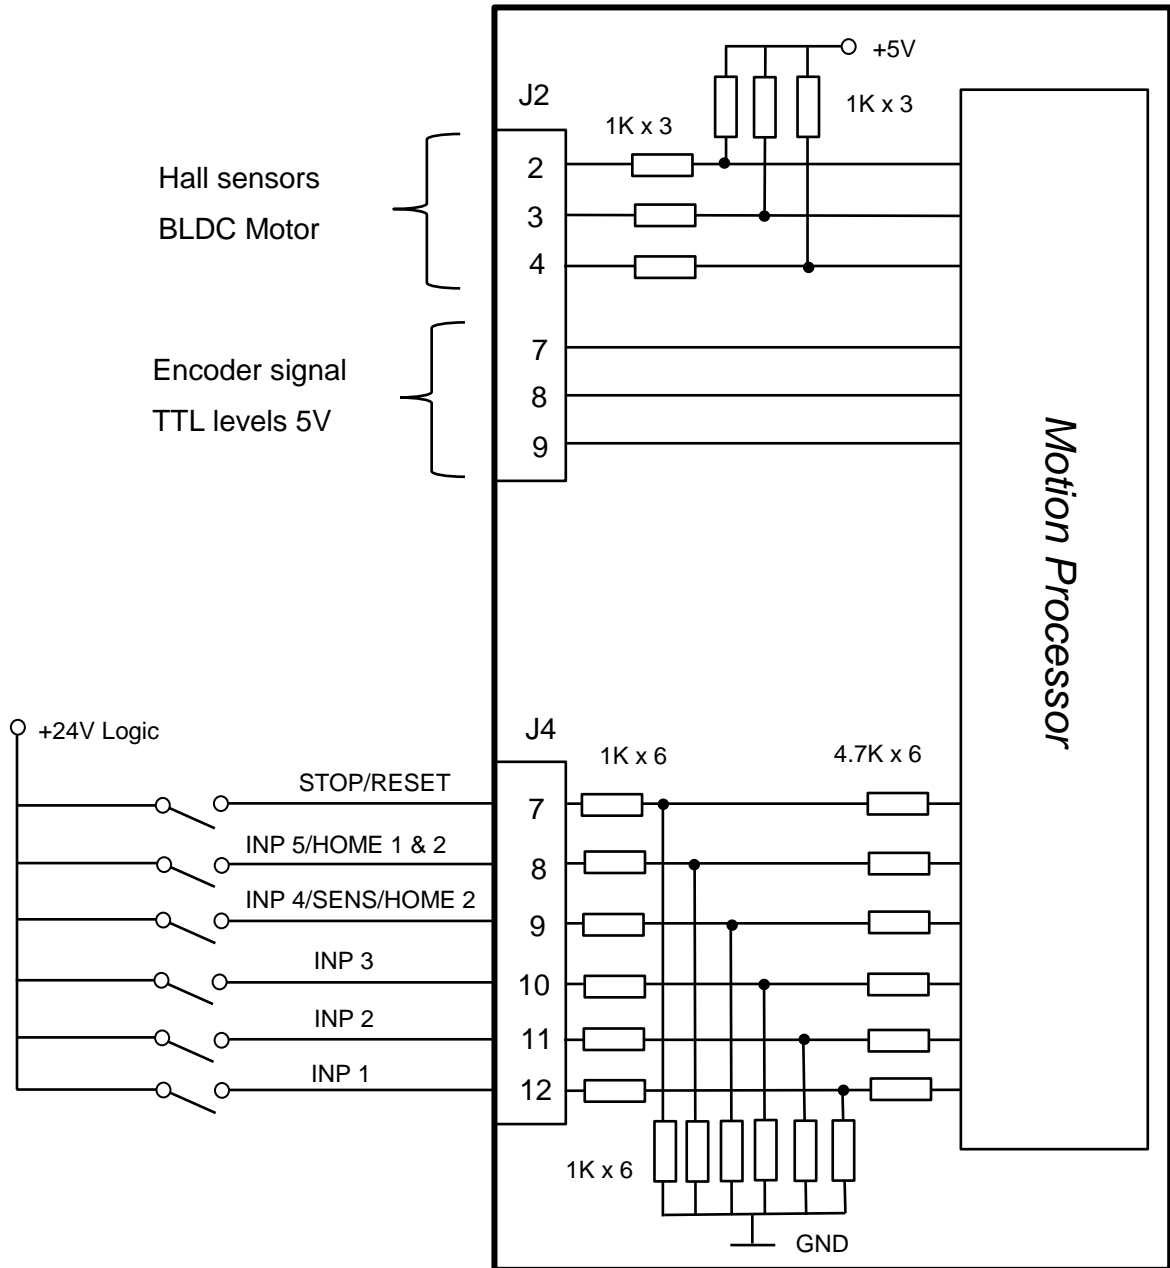 +5V
J2
1K x 3
1K x 3
Hall sensors
BLDC Motor
2
3
4
Encoder signal
TTL levels 5V
7
8
9
Motion Processor
+24V Logic
J4
1K x 6
4.7K x 6
STOP/RESET
7
INP 5/HOME 1 & 2
8
INP 4/SENS/HOME 2
9
INP 3
10
INP 2
11
INP 1
12
1K x 6
GND